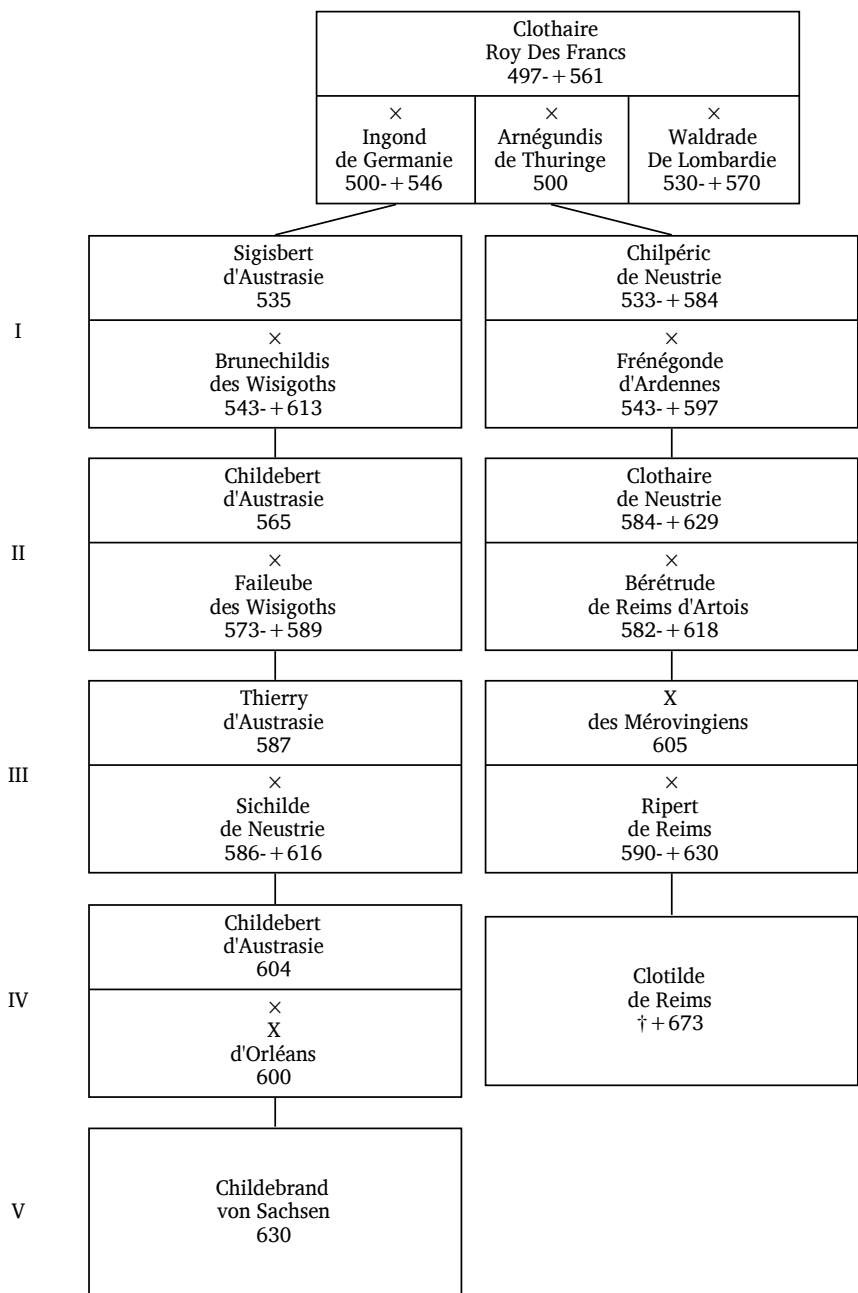 Clothaire
Roy Des Francs
497-+561
×
Ingond
de Germanie
500-+546
×
Arnégundis
de Thuringe
500
×
Waldrade
De Lombardie
530-+570
I
Sigisbert
d'Austrasie
535
×
Brunechildis
des Wisigoths
543-+613
Chilpéric
de Neustrie
533-+584
×
Frénégonde
d'Ardennes
543-+597
II
Childebert
d'Austrasie
565
×
Faileube
des Wisigoths
573-+589
Clothaire
de Neustrie
584-+629
×
Bérétrude
de Reims d'Artois
582-+618
III
Thierry
d'Austrasie
587
×
Sichilde
de Neustrie
586-+616
X
des Mérovingiens
605
×
Ripert
de Reims
590-+630
IV
Childebert
d'Austrasie
604
×
X
d'Orléans
600
Clotilde
de Reims
†+673
V
Childebrand
von Sachsen
630